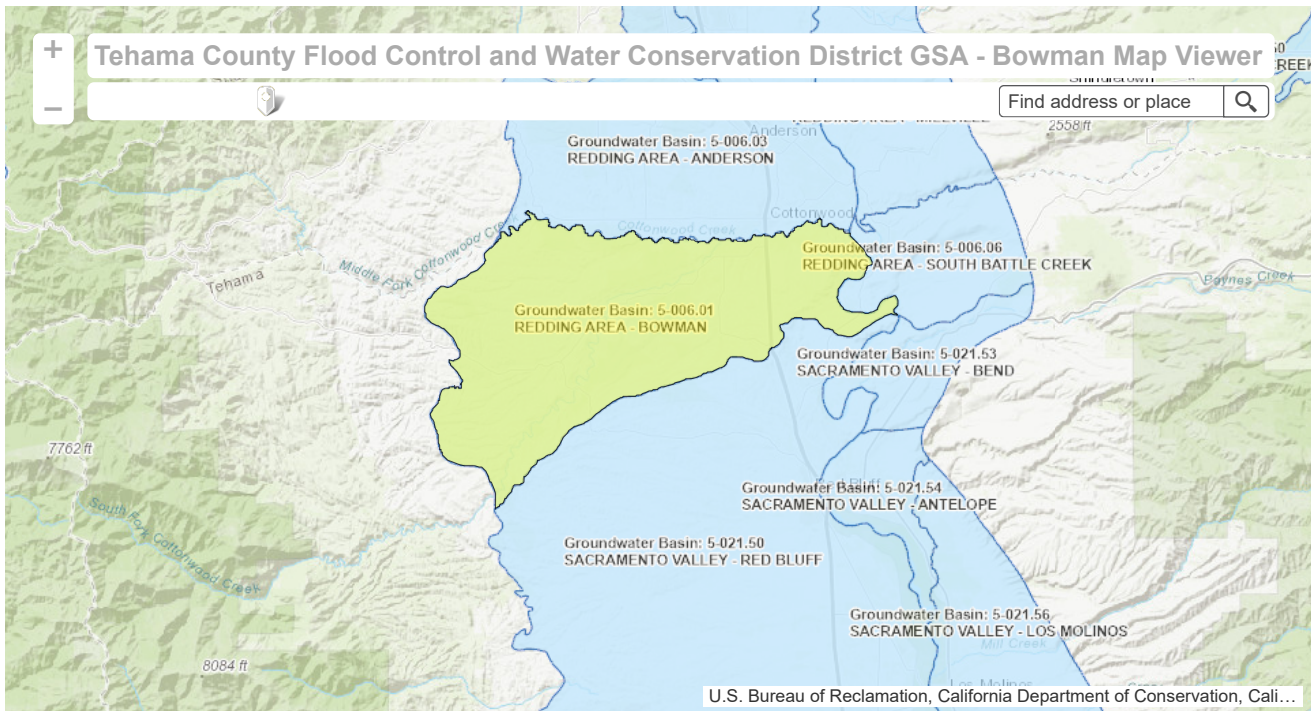 +
Tehama County Flood Control and Water Conservation District GSA - Bowman Map Viewer
REEK
−
Find address or place
2558 ft
Anderson
Groundwater Basin: 5-006.03
REDDING AREA - ANDERSON
Cottonwood
Cottonwood Creek
Middle Fork Cottonwood Creek
Groundwater Basin: 5-006.06
REDDING AREA - SOUTH BATTLE CREEK
Tehama
Paynes Creek
Groundwater Basin: 5-006.01
REDDING AREA - BOWMAN
Groundwater Basin: 5-021.53
SACRAMENTO VALLEY - BEND
7762 ft
Groundwater Basin: 5-021.54
SACRAMENTO VALLEY - ANTELOPE
South Fork Cottonwood Creek
Groundwater Basin: 5-021.50
SACRAMENTO VALLEY - RED BLUFF
Groundwater Basin: 5-021.56
SACRAMENTO VALLEY - LOS MOLINOS
Mill Creek
8084 ft
Los Molinos
U.S. Bureau of Reclamation, California Department of Conservation, Cali…